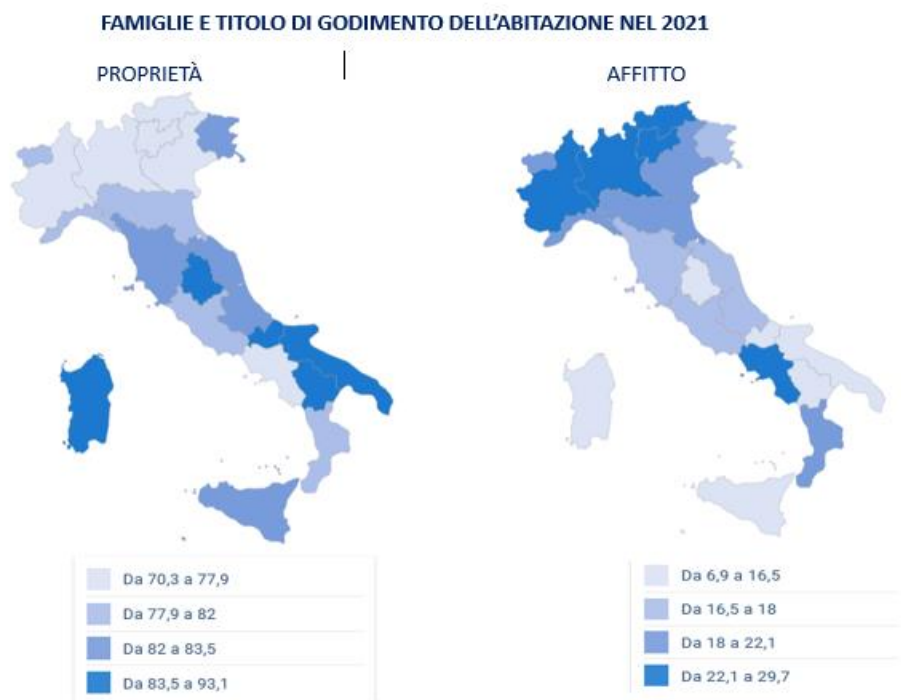 FAMIGLIE E TITOLO DI GODIMENTO DELL'ABITAZIONE NEL 2021
PROPRIETÀ
AFFITTO
Da 70,3 a 77,9
Da 77,9 a 82
Da 82 a 83,5
Da 83,5 a 93,1
Da 6,9 a 16,5
Da 16,5 a 18
Da 18 a 22,1
Da 22,1 a 29,7